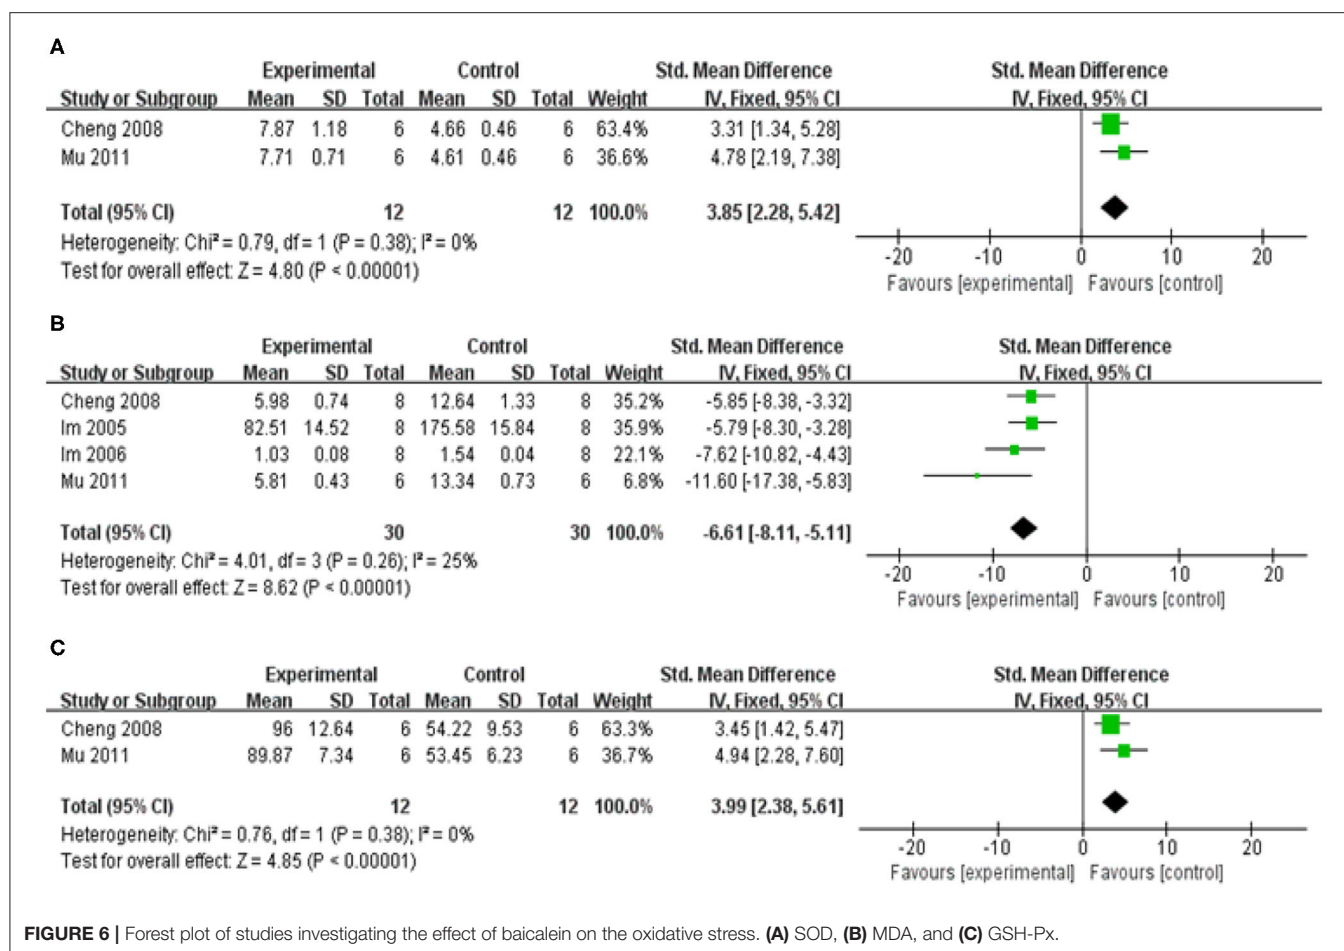 A
Experimental Control Std. Mean Difference Std. Mean Difference
Study or Subgroup Mean SD Total Mean SD Total Weight IV, Fixed, 95% CI IV, Fixed, 95% CI
Cheng 2008 7.87 1.18 6 4.66 0.46 6 63.4% 3.31 [1.34, 5.28]
Mu 2011 7.71 0.71 6 4.61 0.46 6 36.6% 4.78 [2.19, 7.38]
Total (95% CI) 12 12 100.0% 3.85 [2.28, 5.42]
Heterogeneity: Chi² = 0.79, df = 1 (P = 0.38); I² = 0%
Test for overall effect: Z = 4.80 (P < 0.00001)
-20 -10 0 10 20
Favours [experimental] Favours [control]
B
Experimental Control Std. Mean Difference Std. Mean Difference
Study or Subgroup Mean SD Total Mean SD Total Weight IV, Fixed, 95% CI IV, Fixed, 95% CI
Cheng 2008 5.98 0.74 8 12.64 1.33 8 35.2% -5.85 [-8.38, -3.32]
Im 2005 82.51 14.52 8 175.58 15.84 8 35.9% -5.79 [-8.30, -3.28]
Im 2006 1.03 0.08 8 1.54 0.04 8 22.1% -7.62 [-10.82, -4.43]
Mu 2011 5.81 0.43 6 13.34 0.73 6 6.8% -11.60 [-17.38, -5.83]
Total (95% CI) 30 30 100.0% -6.61 [-8.11, -5.11]
Heterogeneity: Chi² = 4.01, df = 3 (P = 0.26); I² = 25%
Test for overall effect: Z = 8.62 (P < 0.00001)
-20 -10 0 10 20
Favours [experimental] Favours [control]
C
Experimental Control Std. Mean Difference Std. Mean Difference
Study or Subgroup Mean SD Total Mean SD Total Weight IV, Fixed, 95% CI IV, Fixed, 95% CI
Cheng 2008 96 12.64 6 54.22 9.53 6 63.3% 3.45 [1.42, 5.47]
Mu 2011 89.87 7.34 6 53.45 6.23 6 36.7% 4.94 [2.28, 7.60]
Total (95% CI) 12 12 100.0% 3.99 [2.38, 5.61]
Heterogeneity: Chi² = 0.76, df = 1 (P = 0.38); I² = 0%
Test for overall effect: Z = 4.85 (P < 0.00001)
-20 -10 0 10 20
Favours [experimental] Favours [control]
FIGURE 6 | Forest plot of studies investigating the effect of baicalein on the oxidative stress. (A) SOD, (B) MDA, and (C) GSH-Px.